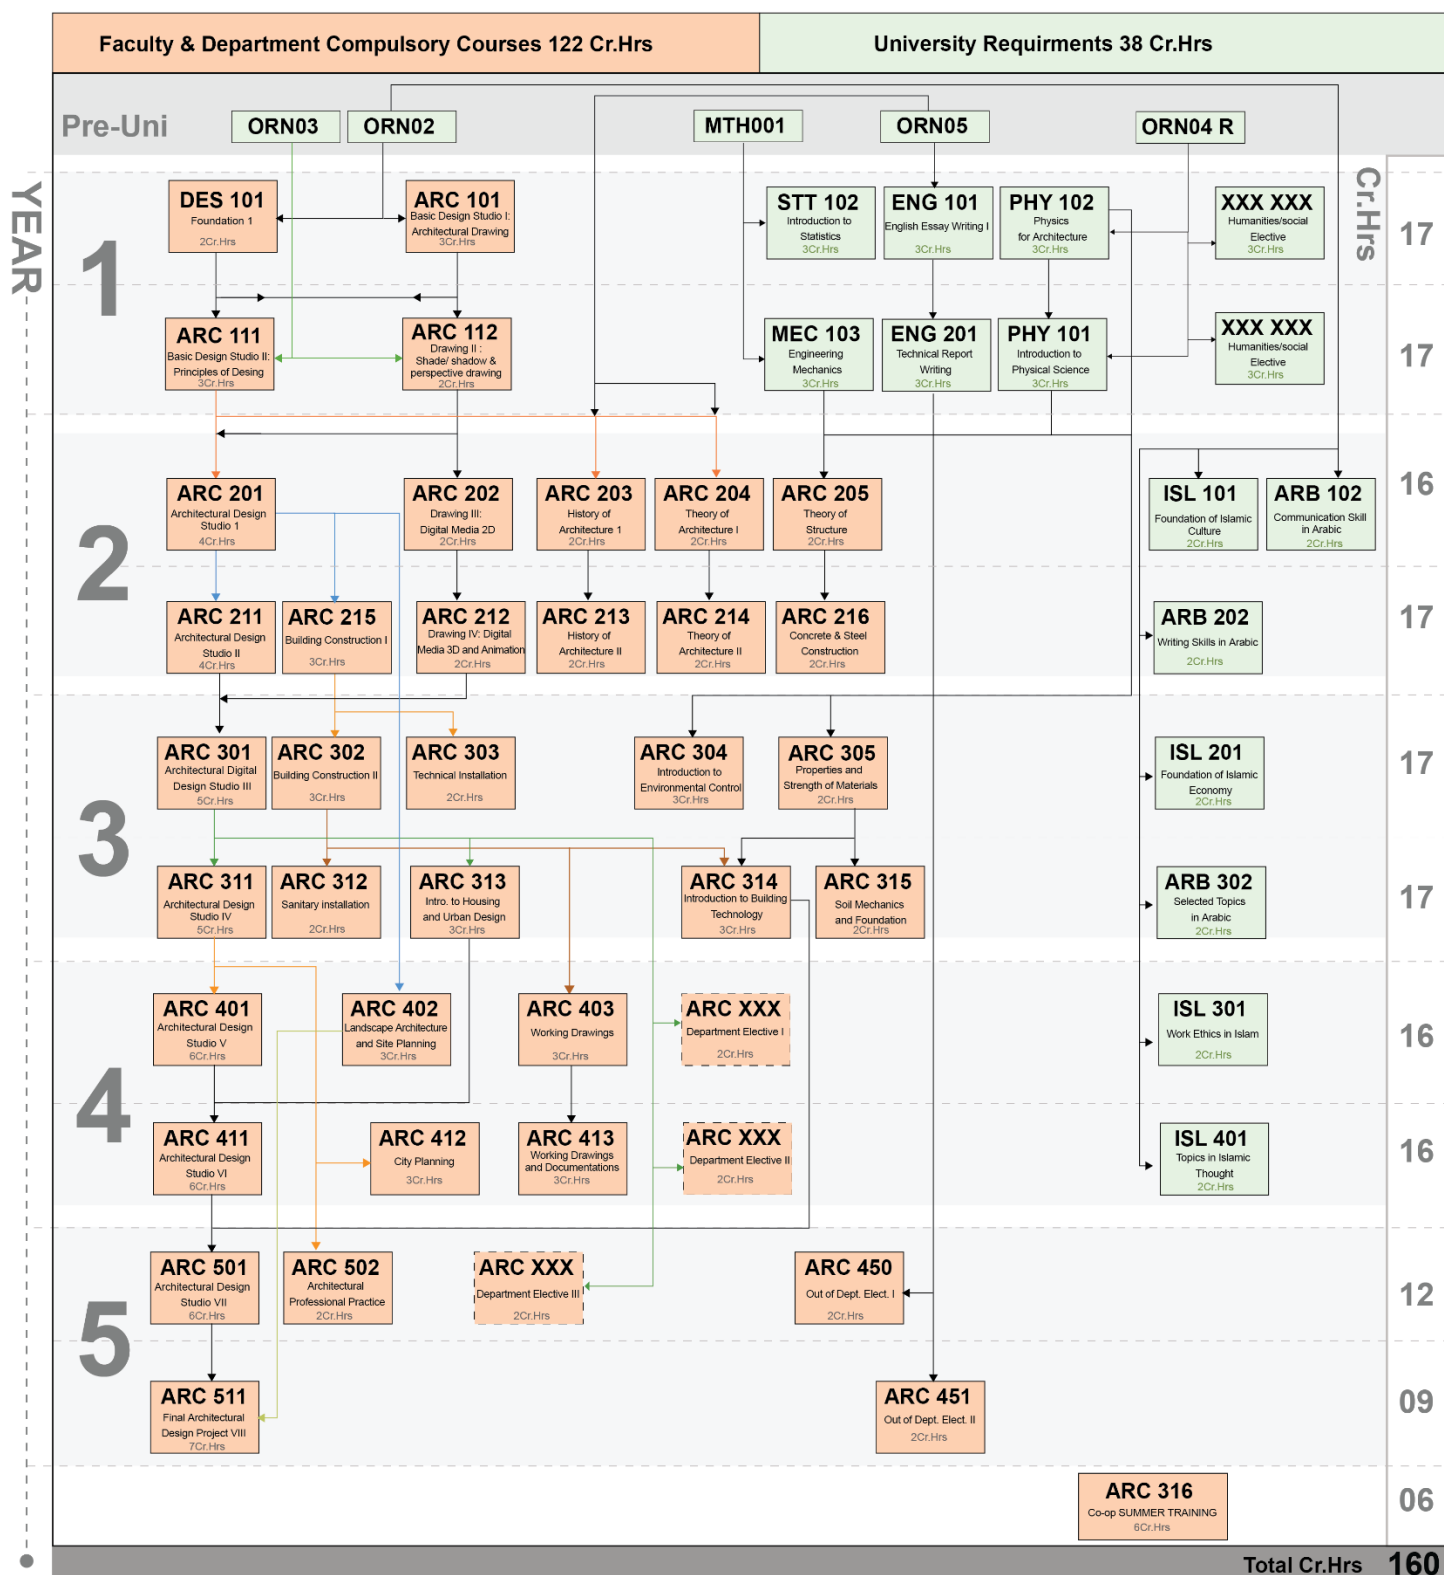 Faculty & Department Compulsory Courses 122 Cr.Hrs
University Requirments 38 Cr.Hrs
Pre-Uni
ORN03
ORN02
MTH001
ORN05
ORN04 R
YEAR
Cr.Hrs
1
DES 101
Foundation 1
2Cr.Hrs
ARC 101
Basic Design Studio I:
Architectural Drawing
3Cr.Hrs
STT 102
Introduction to
Statistics
3Cr.Hrs
ENG 101
English Essay Writing I
3Cr.Hrs
PHY 102
Physics
for Architecture
3Cr.Hrs
XXX XXX
Humanities/social
Elective
3Cr.Hrs
17
ARC 111
Basic Design Studio II:
Principles of Desing
3Cr.Hrs
ARC 112
Drawing II :
Shade/ shadow &
perspective drawing
2Cr.Hrs
MEC 103
Engineering
Mechanics
3Cr.Hrs
ENG 201
Technical Report
Writing
3Cr.Hrs
PHY 101
Introduction to
Physical Science
3Cr.Hrs
XXX XXX
Humanities/social
Elective
3Cr.Hrs
17
2
ARC 201
Architectural Design
Studio 1
4Cr.Hrs
ARC 202
Drawing III:
Digital Media 2D
2Cr.Hrs
ARC 203
History of
Architecture 1
2Cr.Hrs
ARC 204
Theory of
Architecture I
2Cr.Hrs
ARC 205
Theory of
Structure
2Cr.Hrs
ISL 101
Foundation of Islamic
Culture
2Cr.Hrs
ARB 102
Communication Skill
in Arabic
2Cr.Hrs
16
ARC 211
Architectural Design
Studio II
4Cr.Hrs
ARC 215
Building Construction I
3Cr.Hrs
ARC 212
Drawing IV: Digital
Media 3D and Animation
2Cr.Hrs
ARC 213
History of
Architecture II
2Cr.Hrs
ARC 214
Theory of
Architecture II
2Cr.Hrs
ARC 216
Concrete & Steel
Construction
2Cr.Hrs
ARB 202
Writing Skills in Arabic
2Cr.Hrs
17
3
ARC 301
Architectural Digital
Design Studio III
5Cr.Hrs
ARC 302
Building Construction II
3Cr.Hrs
ARC 303
Technical Installation
2Cr.Hrs
ARC 304
Introduction to
Environmental Control
3Cr.Hrs
ARC 305
Properties and
Strength of Materials
2Cr.Hrs
ISL 201
Foundation of Islamic
Economy
2Cr.Hrs
17
ARC 311
Architectural Design
Studio IV
5Cr.Hrs
ARC 312
Sanitary installation
2Cr.Hrs
ARC 313
Intro. to Housing
and Urban Design
3Cr.Hrs
ARC 314
Introduction to Building
Technology
3Cr.Hrs
ARC 315
Soil Mechanics
and Foundation
2Cr.Hrs
ARB 302
Selected Topics
in Arabic
2Cr.Hrs
17
4
ARC 401
Architectural Design
Studio V
6Cr.Hrs
ARC 402
Landscape Architecture
and Site Planning
3Cr.Hrs
ARC 403
Working Drawings
3Cr.Hrs
ARC XXX
Department Elective I
2Cr.Hrs
ISL 301
Work Ethics in Islam
2Cr.Hrs
16
ARC 411
Architectural Design
Studio VI
6Cr.Hrs
ARC 412
City Planning
3Cr.Hrs
ARC 413
Working Drawings
and Documentations
3Cr.Hrs
ARC XXX
Department Elective II
2Cr.Hrs
ISL 401
Topics in Islamic
Thought
2Cr.Hrs
16
5
ARC 501
Architectural Design
Studio VII
6Cr.Hrs
ARC 502
Architectural
Professional Practice
2Cr.Hrs
ARC XXX
Department Elective III
2Cr.Hrs
ARC 450
Out of Dept. Elect. I
2Cr.Hrs
12
ARC 511
Final Architectural
Design Project VIII
7Cr.Hrs
ARC 451
Out of Dept. Elect. II
2Cr.Hrs
09
ARC 316
Co-op SUMMER TRAINING
6Cr.Hrs
06
Total Cr.Hrs 160